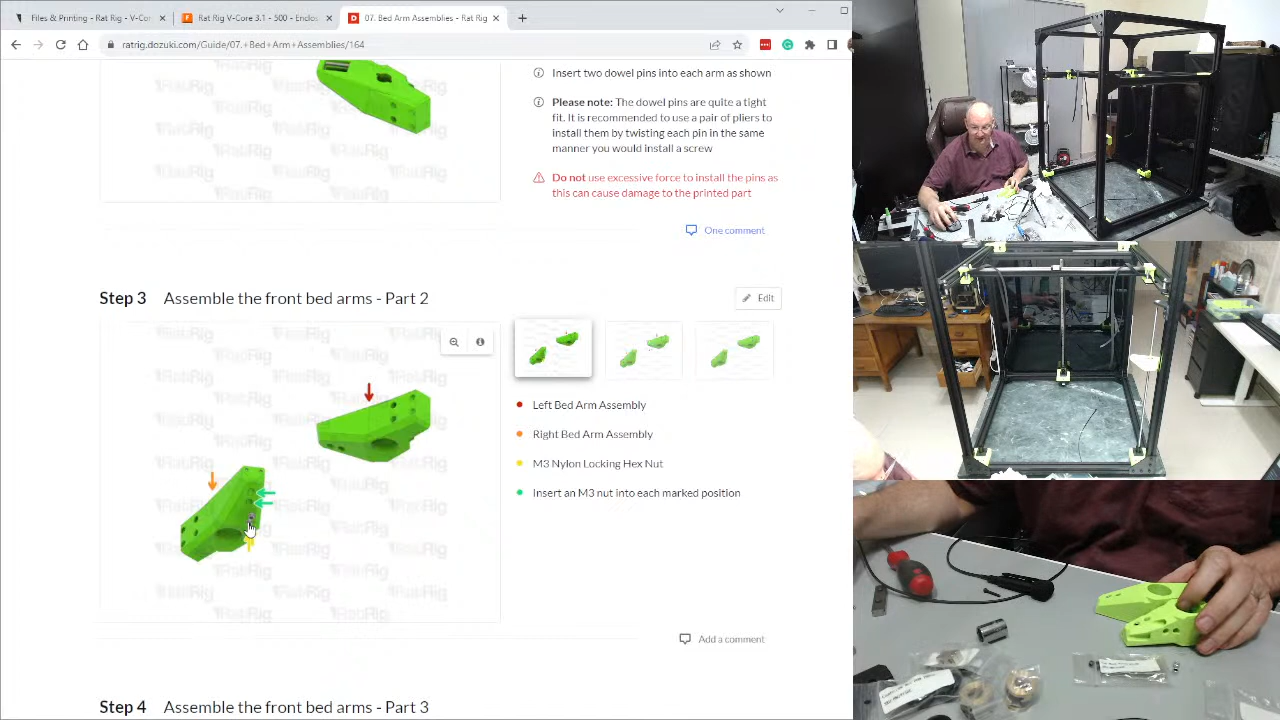 Files & Printing - Rat Rig V-Co
Rat Rig V-Core 3.1 - 500 - Enclos
07. Bed Arm Assemblies - Rat Rig
ratrig.dozuki.com/Guide/07.+Bed+Arm+Assemblies/164
Insert two dowel pins into each arm as shown
Please note: The dowel pins are quite a tight
fit. It is recommended to use a pair of pliers to
install them by twisting each pin in the same
manner you would install a screw
Do not use excessive force to install the pins as
this can cause damage to the printed part
One comment
Step 3 Assemble the front bed arms - Part 2
Edit
Left Bed Arm Assembly
Right Bed Arm Assembly
M3 Nylon Locking Hex Nut
Insert an M3 nut into each marked position
Add a comment
Step 4 Assemble the front bed arms - Part 3